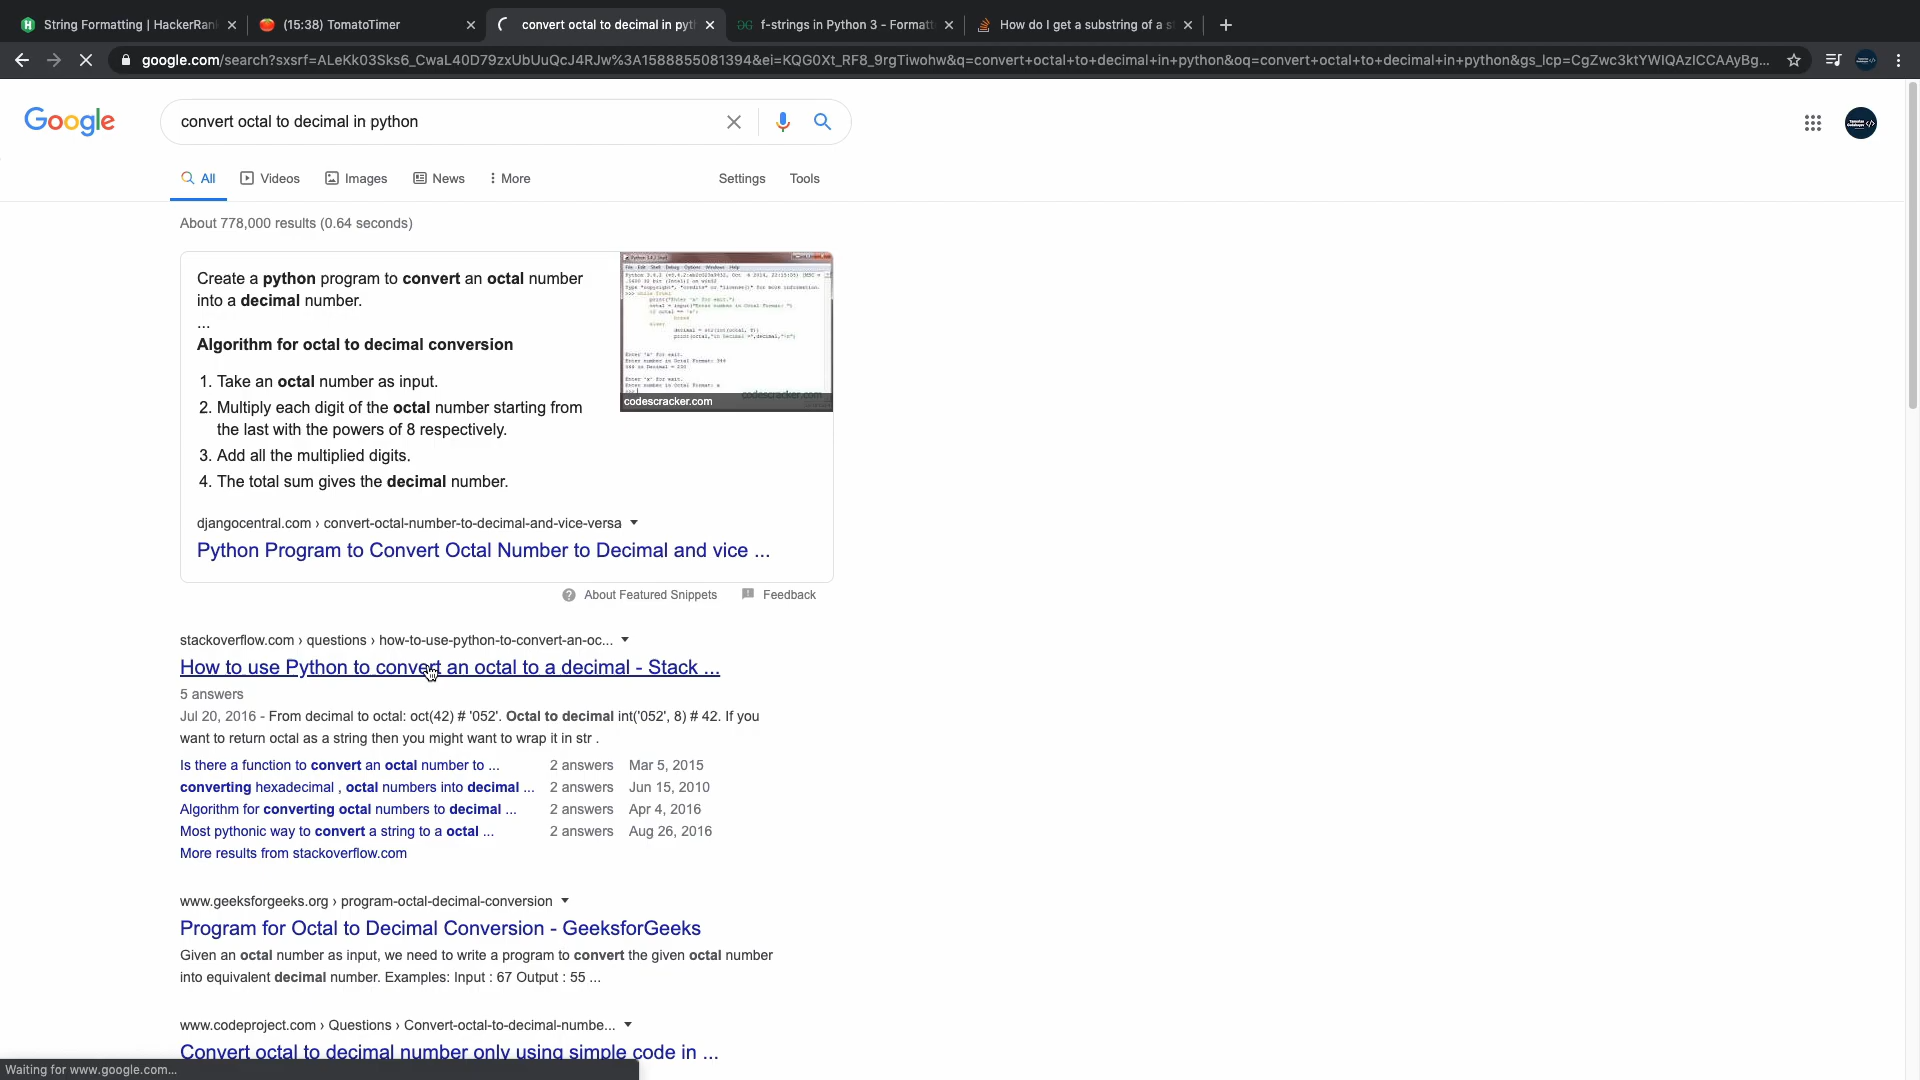 String Formatting | HackerRan
(15:38) TomatoTimer
convert octal to decimal in pyt
f-strings in Python 3 - Formatt
How do I get a substring of a s
google.com/search?sxsrf=ALeKk03Sks6_CwaL40D79zxUbUuQcJ4RJw%3A1588855081394&ei=KQG0Xt_RF8_9rgTiwohw&q=convert+octal+to+decimal+in+python&oq=convert+octal+to+decimal+in+python&gs_lcp=CgZwc3ktYWIQAzICCAAyBg...
Google
convert octal to decimal in python
All
Videos
Images
News
More
Settings
Tools
About 778,000 results (0.64 seconds)
Create a python program to convert an octal number
into a decimal number.
...
Algorithm for octal to decimal conversion
1. Take an octal number as input.
2. Multiply each digit of the octal number starting from
the last with the powers of 8 respectively.
3. Add all the multiplied digits.
4. The total sum gives the decimal number.
codescracker.com
djangocentral.com › convert-octal-number-to-decimal-and-vice-versa
Python Program to Convert Octal Number to Decimal and vice ...
About Featured Snippets
Feedback
stackoverflow.com › questions › how-to-use-python-to-convert-an-oc...
How to use Python to convert an octal to a decimal - Stack ...
5 answers
Jul 20, 2016 - From decimal to octal: oct(42) # '052'. Octal to decimal int('052', 8) # 42. If you
want to return octal as a string then you might want to wrap it in str .
Is there a function to convert an octal number to ... 2 answers Mar 5, 2015
converting hexadecimal , octal numbers into decimal ... 2 answers Jun 15, 2010
Algorithm for converting octal numbers to decimal ... 2 answers Apr 4, 2016
Most pythonic way to convert a string to a octal ... 2 answers Aug 26, 2016
More results from stackoverflow.com
www.geeksforgeeks.org › program-octal-decimal-conversion
Program for Octal to Decimal Conversion - GeeksforGeeks
Given an octal number as input, we need to write a program to convert the given octal number
into equivalent decimal number. Examples: Input : 67 Output : 55 ...
www.codeproject.com › Questions › Convert-octal-to-decimal-numbe...
Convert octal to decimal number only using simple code in ...
Waiting for www.google.com...